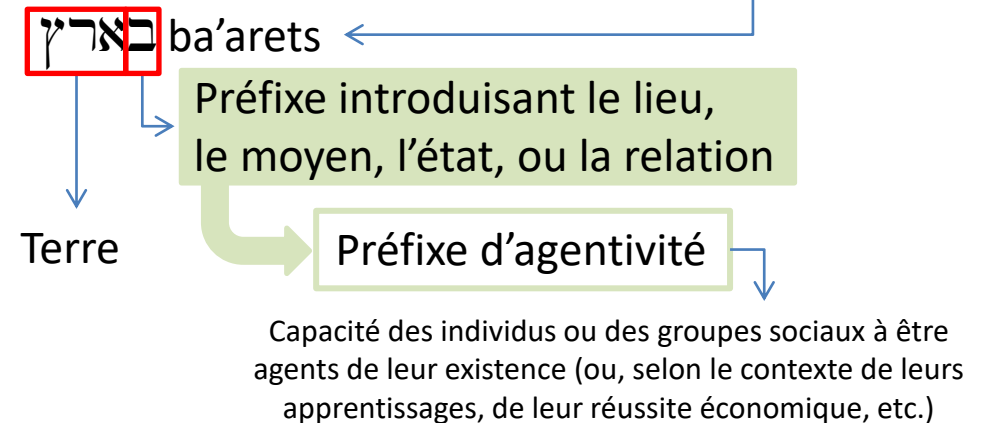 בארץ ba’arets
Préfixe introduisant le lieu,
le moyen, l’état, ou la relation
Terre
Préfixe d’agentivité
Capacité des individus ou des groupes sociaux à être
agents de leur existence (ou, selon le contexte de leurs
apprentissages, de leur réussite économique, etc.)